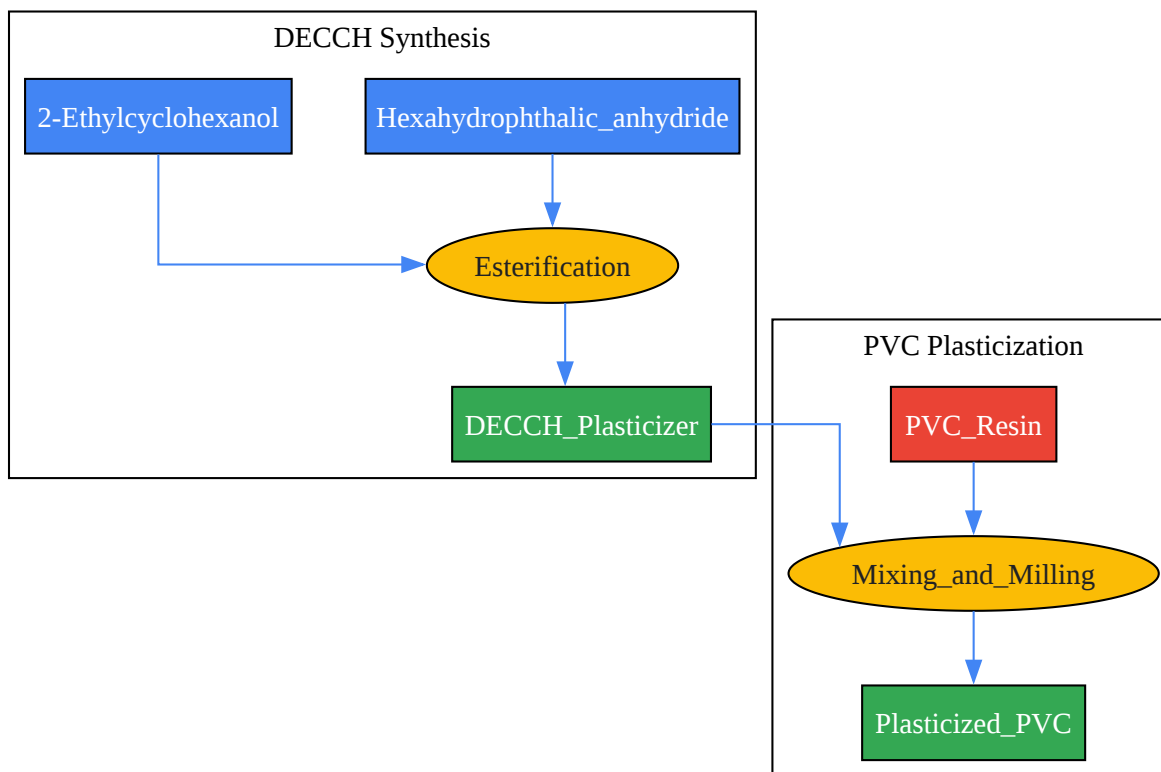 DECCH Synthesis
2-Ethylcyclohexanol
Hexahydrophthalic_anhydride
Esterification
DECCH_Plasticizer
PVC Plasticization
PVC_Resin
Mixing_and_Milling
Plasticized_PVC